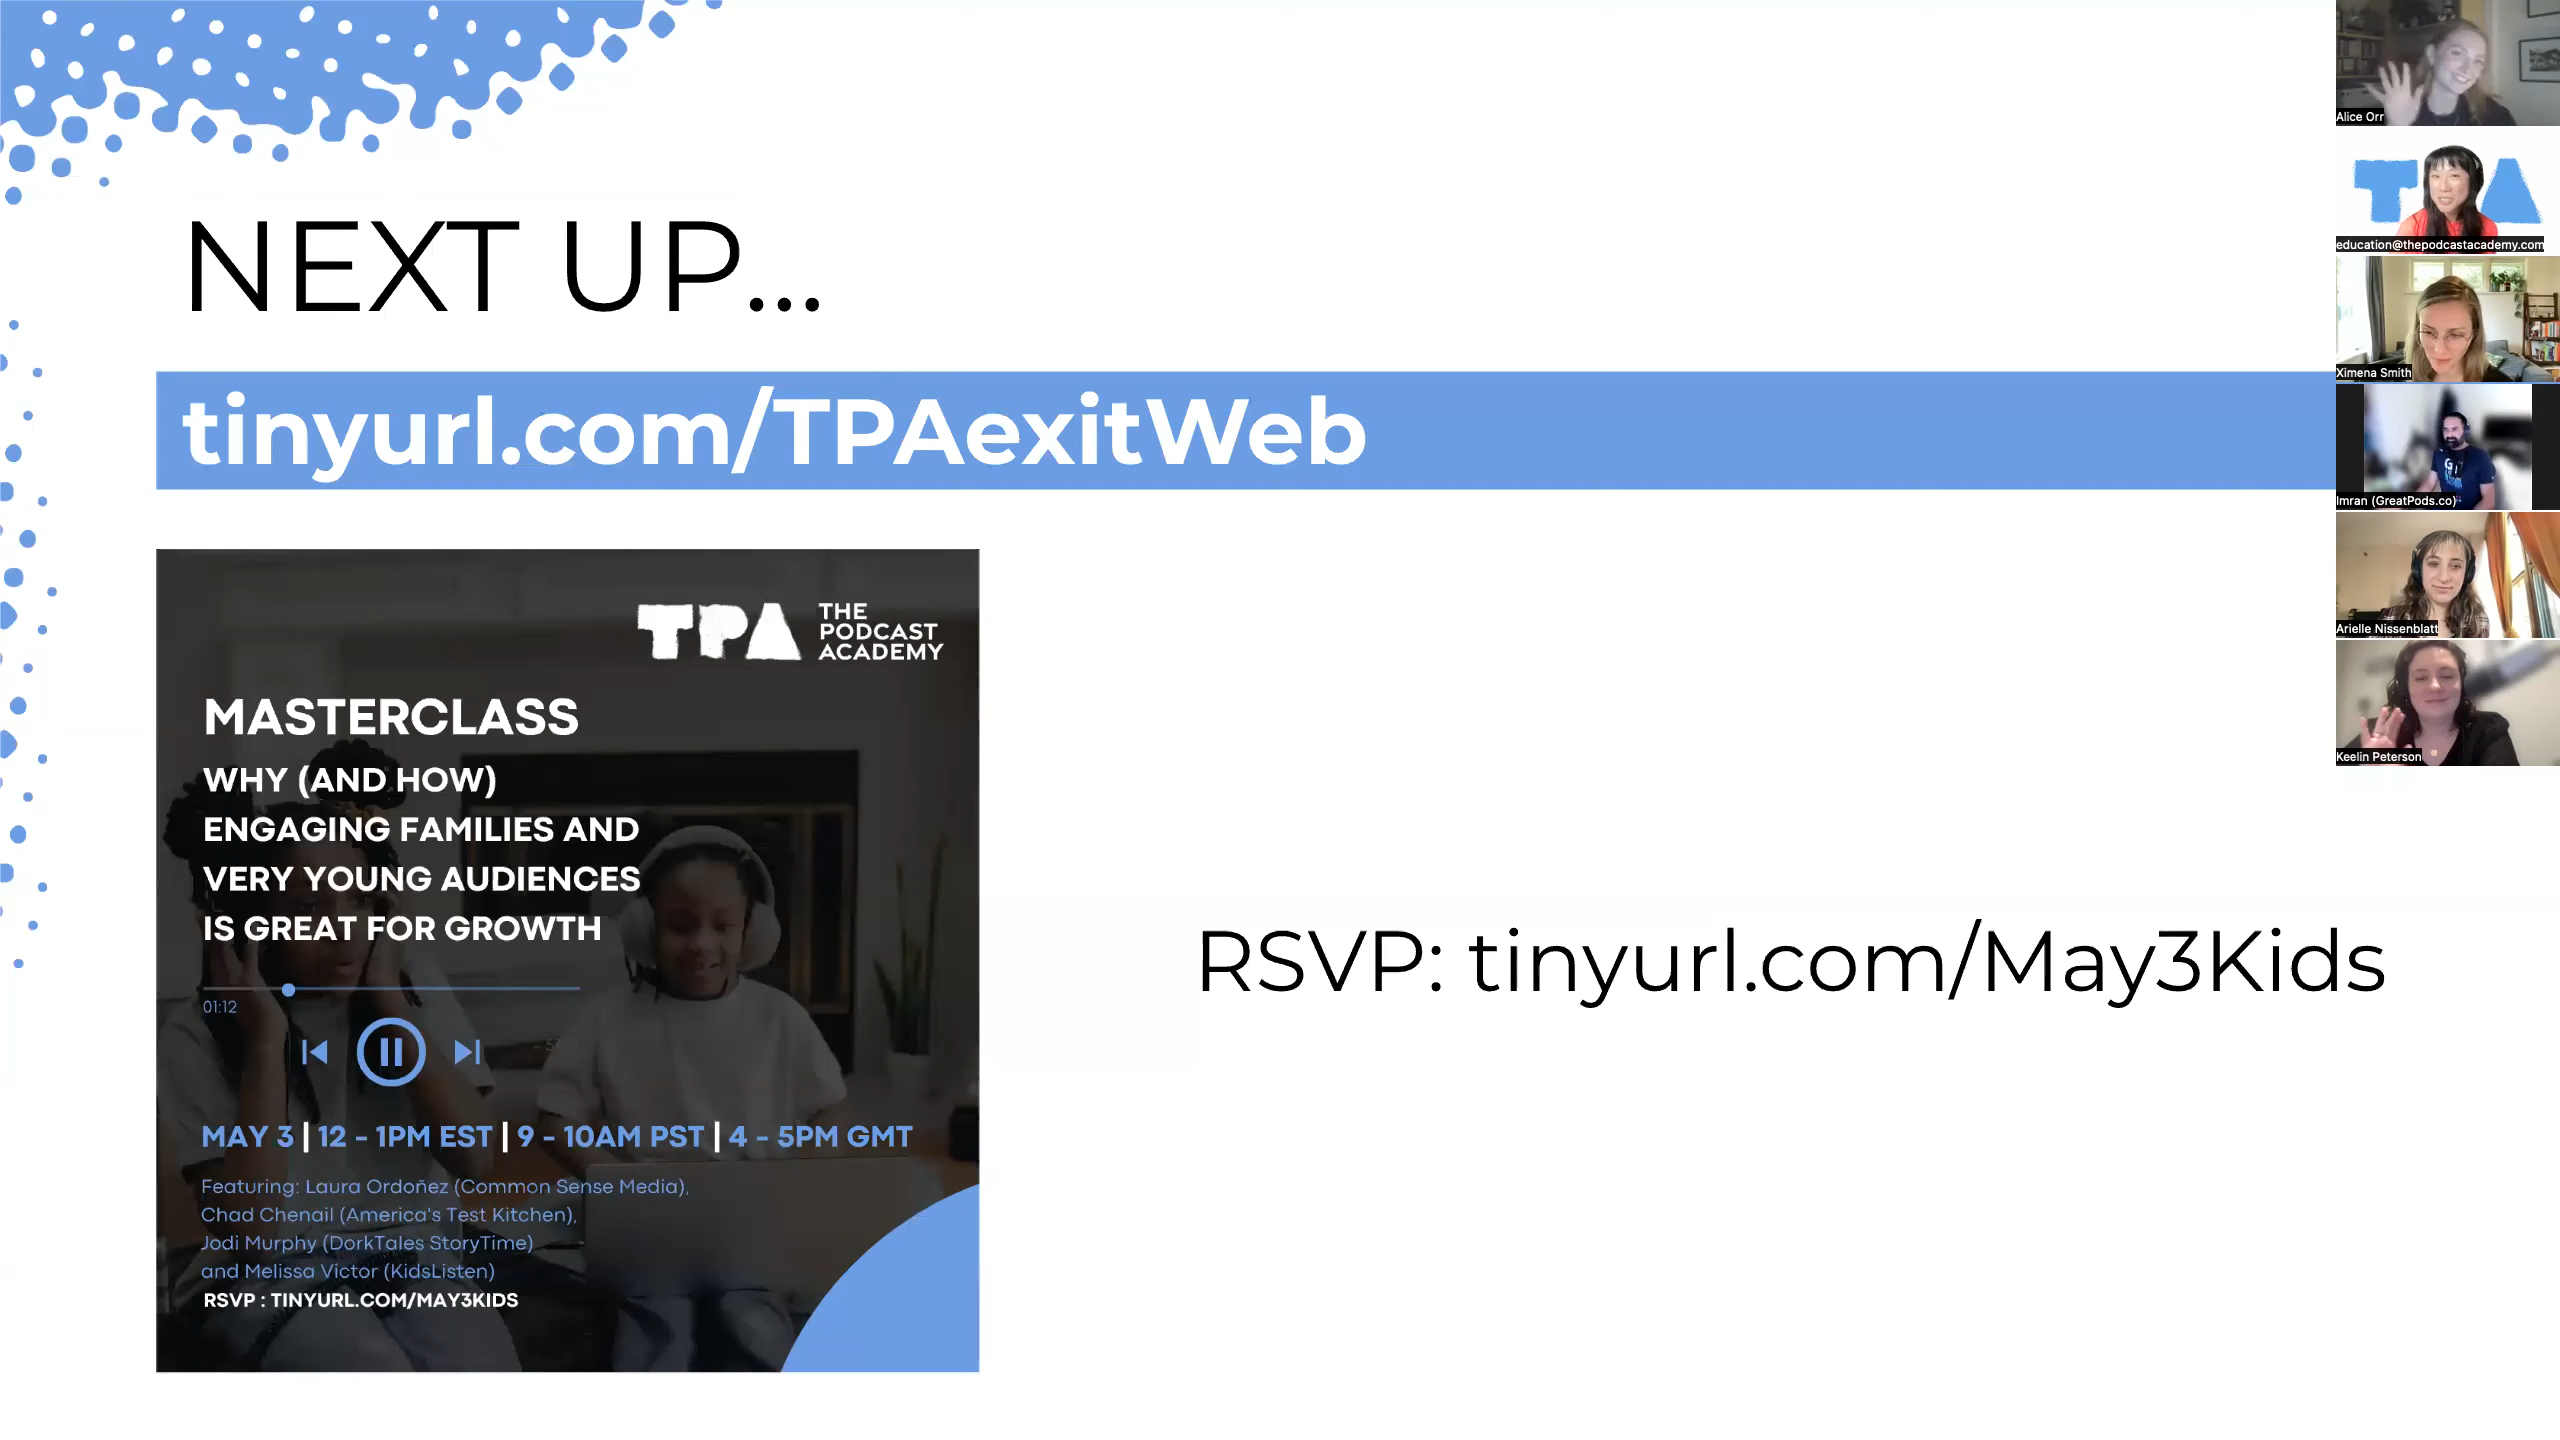 NEXT UP...
tinyurl.com/TPAexitWeb
TPA THE
PODCAST
ACADEMY
MASTERCLASS
WHY (AND HOW)
ENGAGING FAMILIES AND
VERY YOUNG AUDIENCES
IS GREAT FOR GROWTH
01:12
MAY 3 | 12 - 1PM EST | 9 - 10AM PST | 4 - 5PM GMT
Featuring: Laura Ordoñez (Common Sense Media),
Chad Chenail (America's Test Kitchen),
Jodi Murphy (DorkTales StoryTime)
and Melissa Victor (KidsListen)
RSVP : TINYURL.COM/MAY3KIDS
RSVP: tinyurl.com/May3Kids
Alice Orr
TPA
education@thepodcastacademy.com
Ximena Smith
Imran (GreatPods.co)
Arielle Nissenblatt
Keelin Peterson